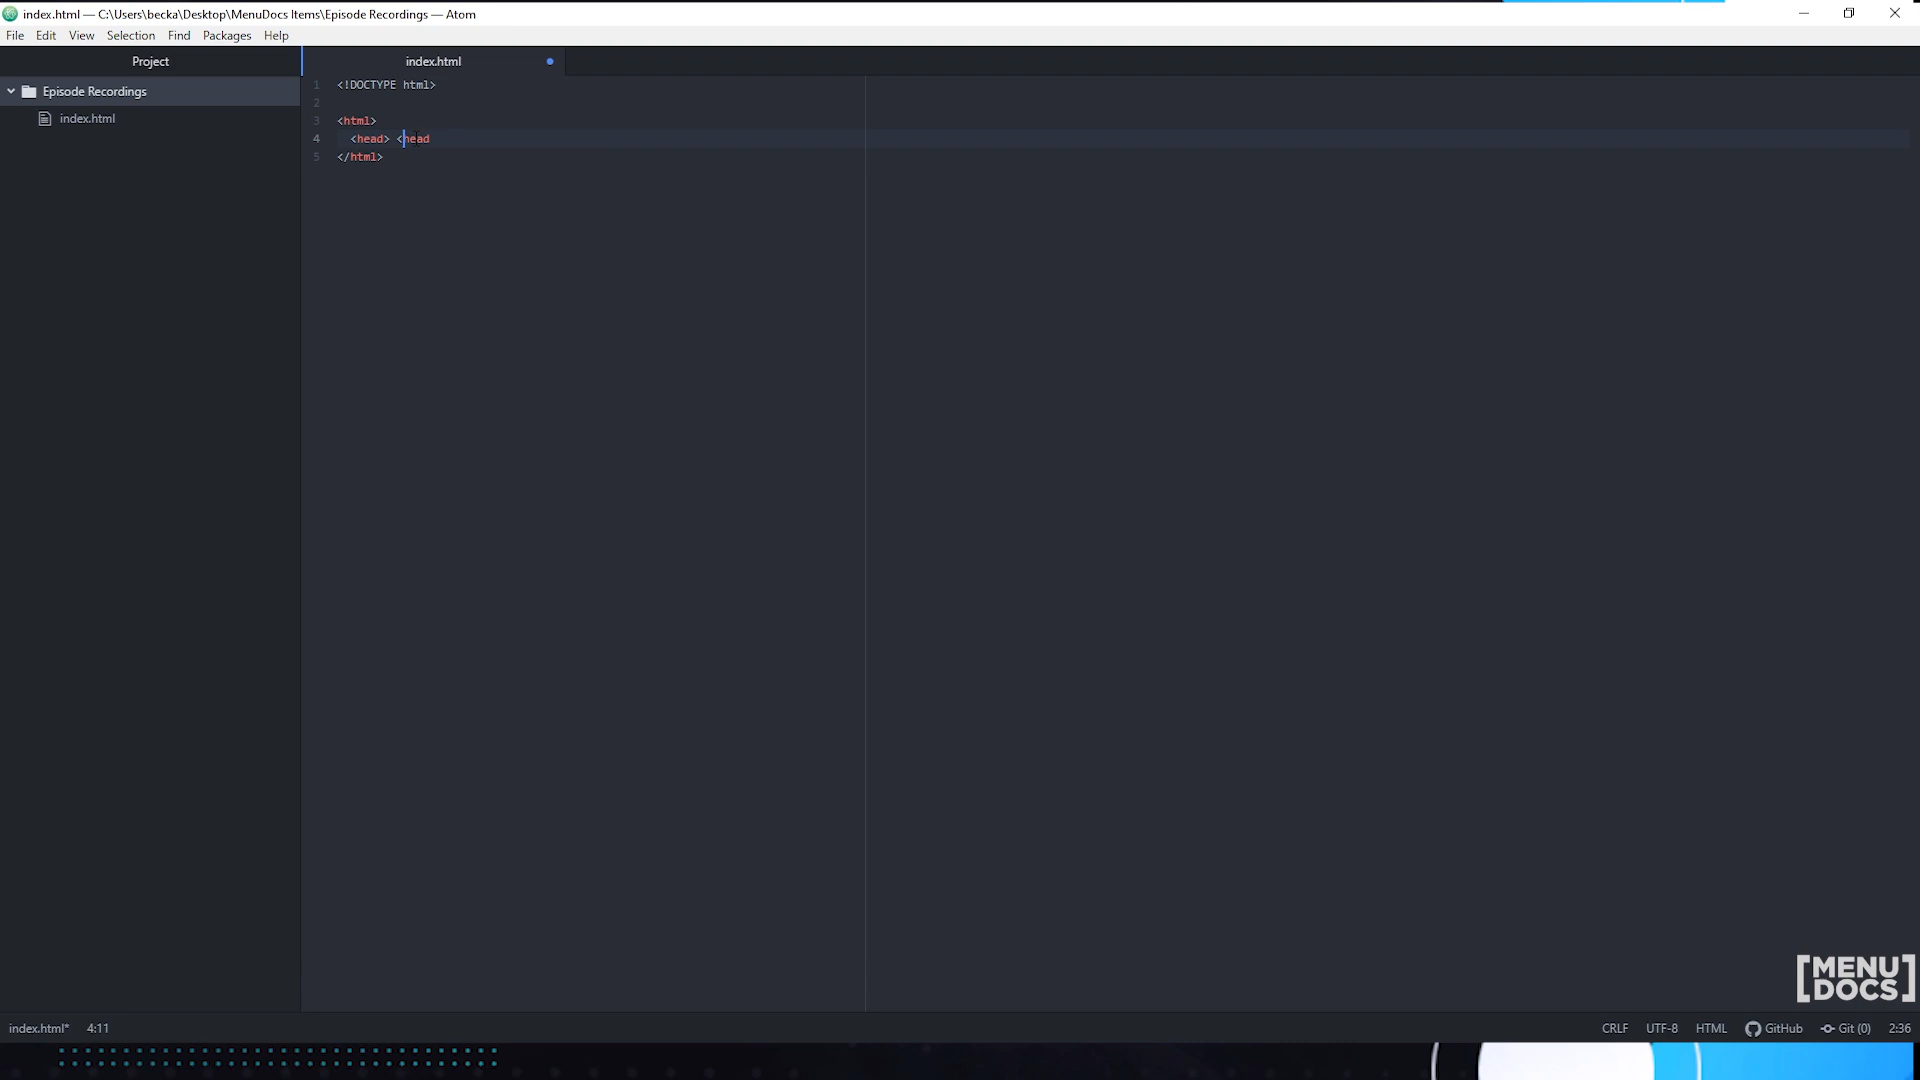 index.html — C:\Users\becka\Desktop\MenuDocs Items\Episode Recordings — Atom
File Edit View Selection Find Packages Help
Project
index.html
Episode Recordings
index.html
1 <!DOCTYPE html>
2
3 <html>
4 <head> <head
5 </html>
[MENU
DOCS]
index.html* 4:11
CRLF UTF-8 HTML GitHub Git (0) 2:36